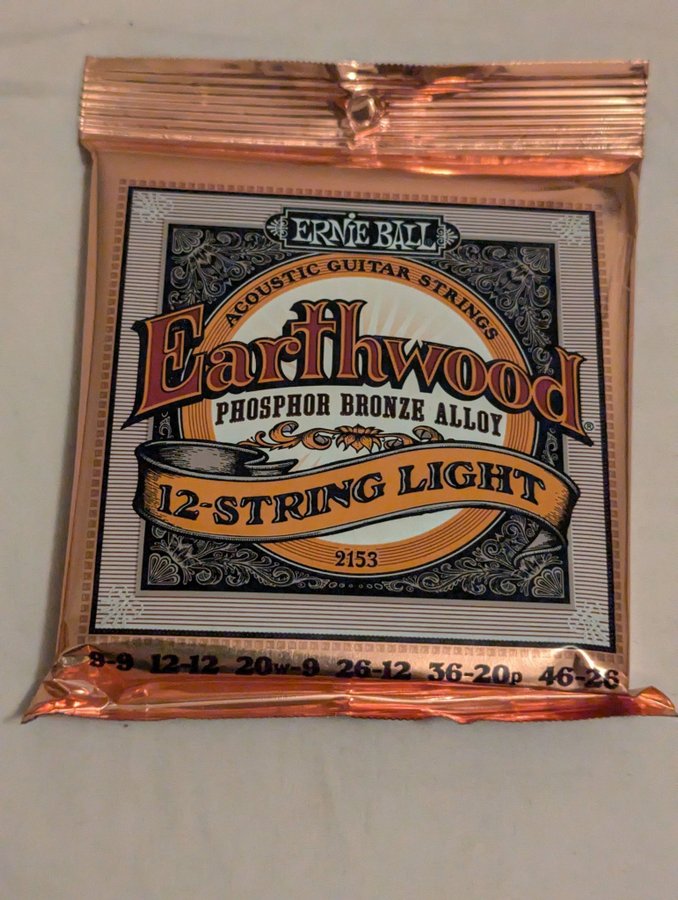 ERNIE BALL
ACOUSTIC GUITAR STRINGS
Earthwood®
PHOSPHOR BRONZE ALLOY
12-STRING LIGHT
2153
9-9 12-12 20w-9 26-12 36-20p 46-26